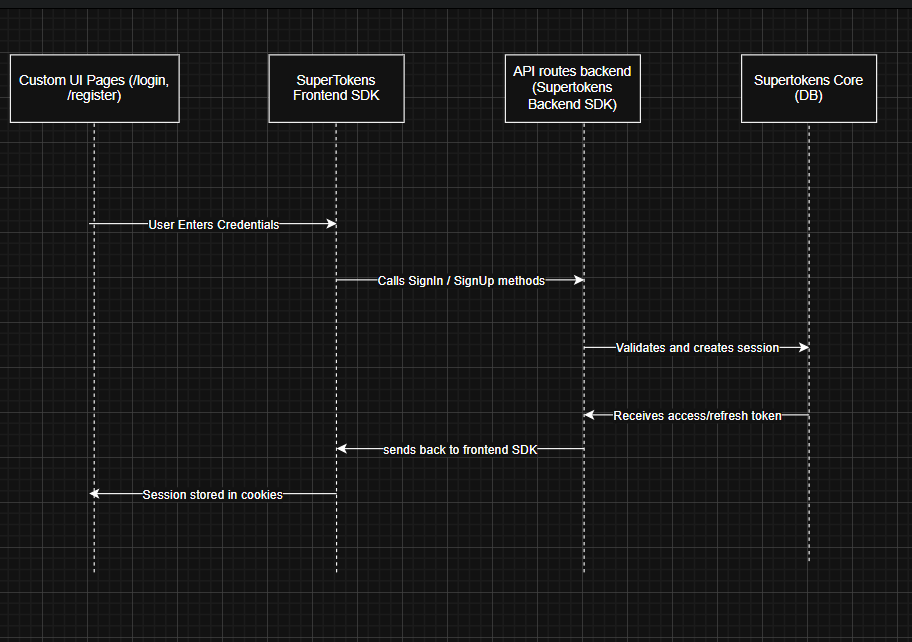 Custom UI Pages (/login,
/register)
SuperTokens
Frontend SDK
API routes backend
(Supertokens
Backend SDK)
Supertokens Core
(DB)
User Enters Credentials
Calls SignIn / SignUp methods
Validates and creates session
Receives access/refresh token
sends back to frontend SDK
Session stored in cookies